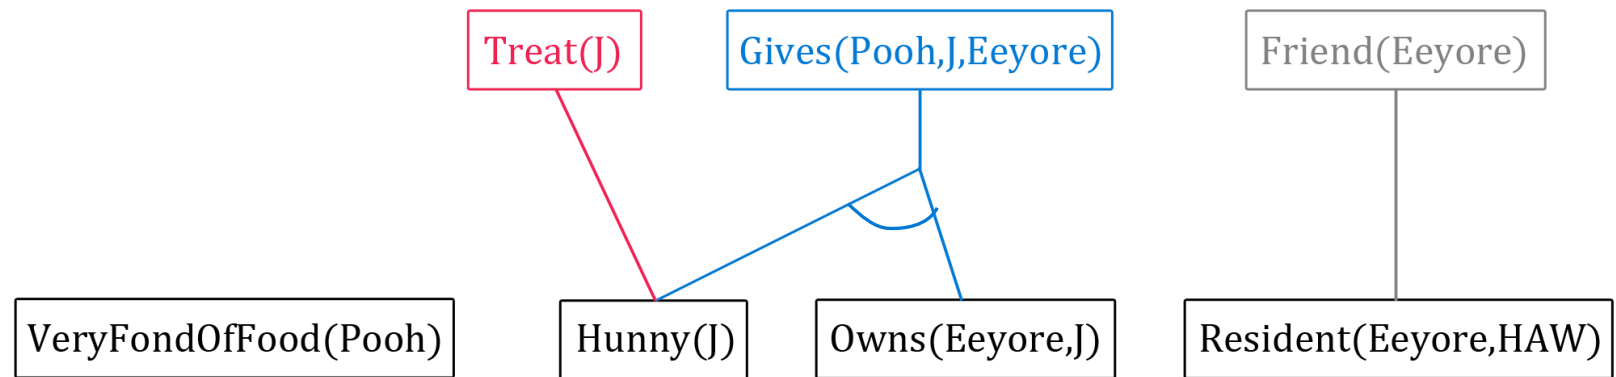 Treat(J)
Gives(Pooh,J,Eeyore)
Friend(Eeyore)
VeryFondOfFood(Pooh)
Hunny(J)
Owns(Eeyore,J)
Resident(Eeyore,HAW)